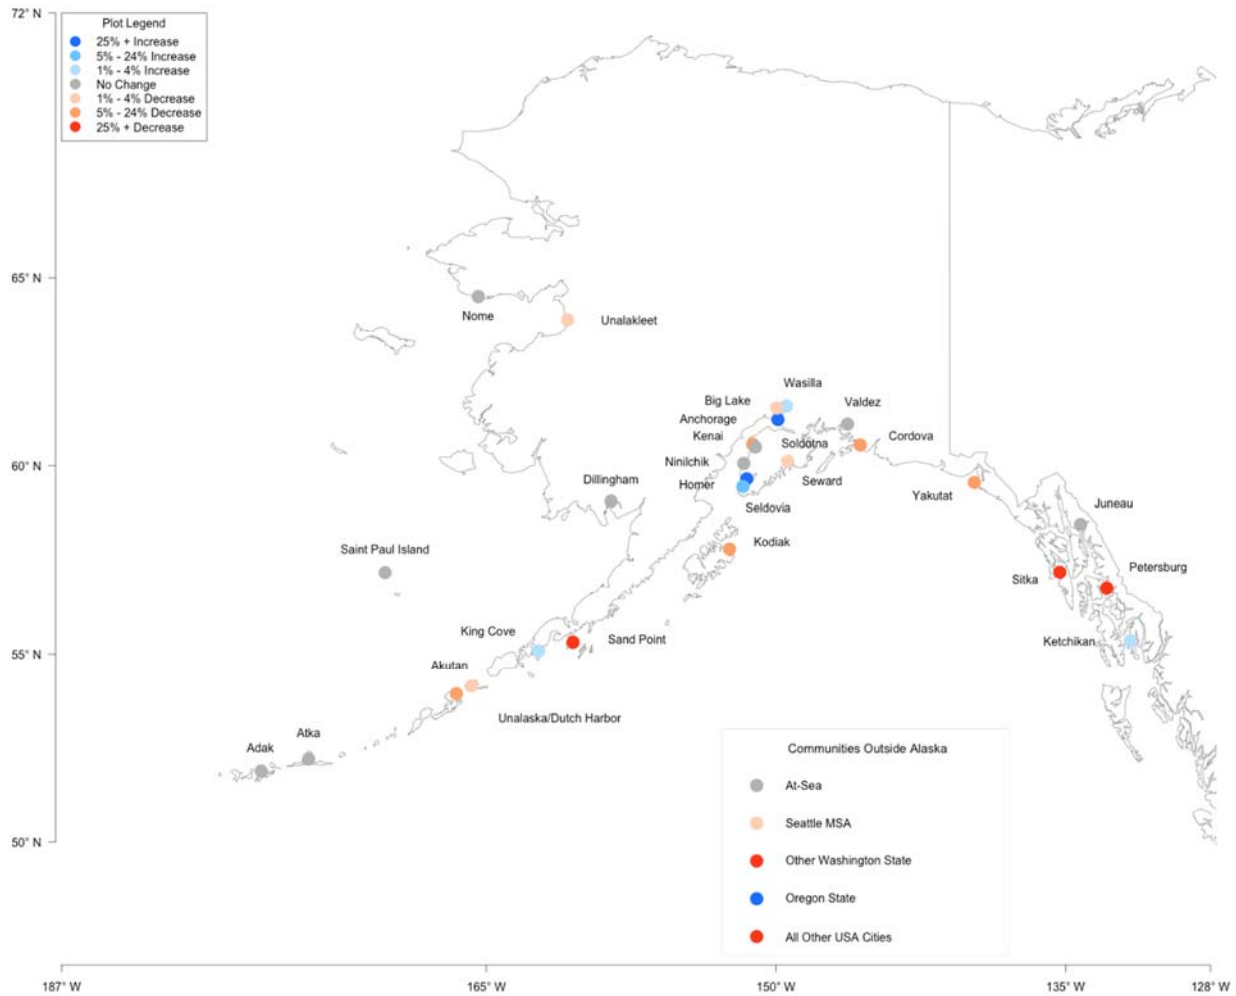 72° N
Plot Legend
25% + Increase
5% - 24% Increase
1% - 4% Increase
No Change
1% - 4% Decrease
5% - 24% Decrease
25% + Decrease
65° N
Nome
Unalakleet
Wasilla
Big Lake
Valdez
Anchorage
Kenai
Soldotna
Cordova
60° N
Ninilchik
Dillingham
Homer
Seward
Yakutat
Seldovia
Juneau
Kodiak
Saint Paul Island
Petersburg
Sitka
King Cove
Sand Point
Ketchikan
55° N
Akutan
Unalaska/Dutch Harbor
Atka
Adak
Communities Outside Alaska
At-Sea
Seattle MSA
50° N
Other Washington State
Oregon State
All Other USA Cities
187° W
165° W
150° W
135° W
128° W